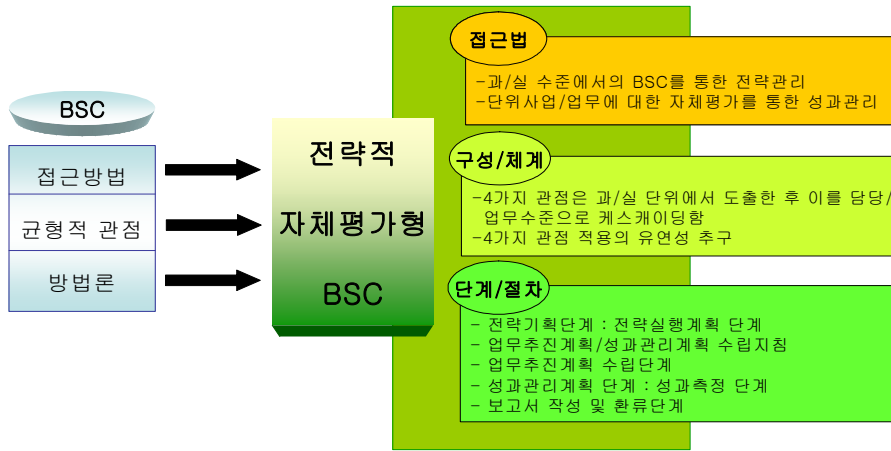 BSC
접근방법
균형적 관점
방법론
전략적
자체평가형
BSC
접근법
-과/실 수준에서의 BSC를 통한 전략관리
-단위사업/업무에 대한 자체평가를 통한 성과관리
구성/체계
-4가지 관점은 과/실 단위에서 도출한 후 이를 담당/
업무수준으로 케스캐이딩함
-4가지 관점 적용의 유연성 추구
단계/절차
- 전략기획단계 : 전략실행계획 단계
- 업무추진계획/성과관리계획 수립지침
- 업무추진계획 수립단계
- 성과관리계획 단계 : 성과측정 단계
- 보고서 작성 및 환류단계